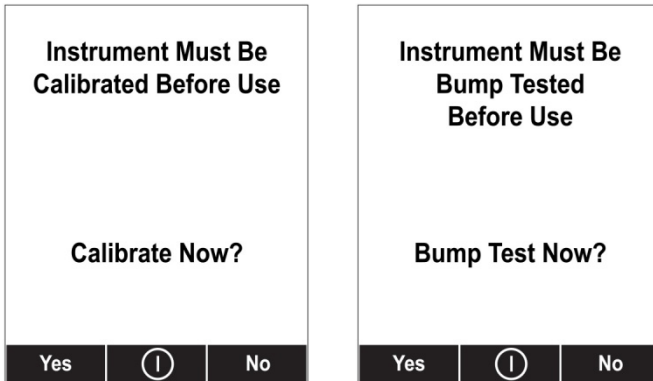 Instrument Must Be
Calibrated Before Use
Calibrate Now?
Yes
No
Instrument Must Be
Bump Tested
Before Use
Bump Test Now?
Yes
No